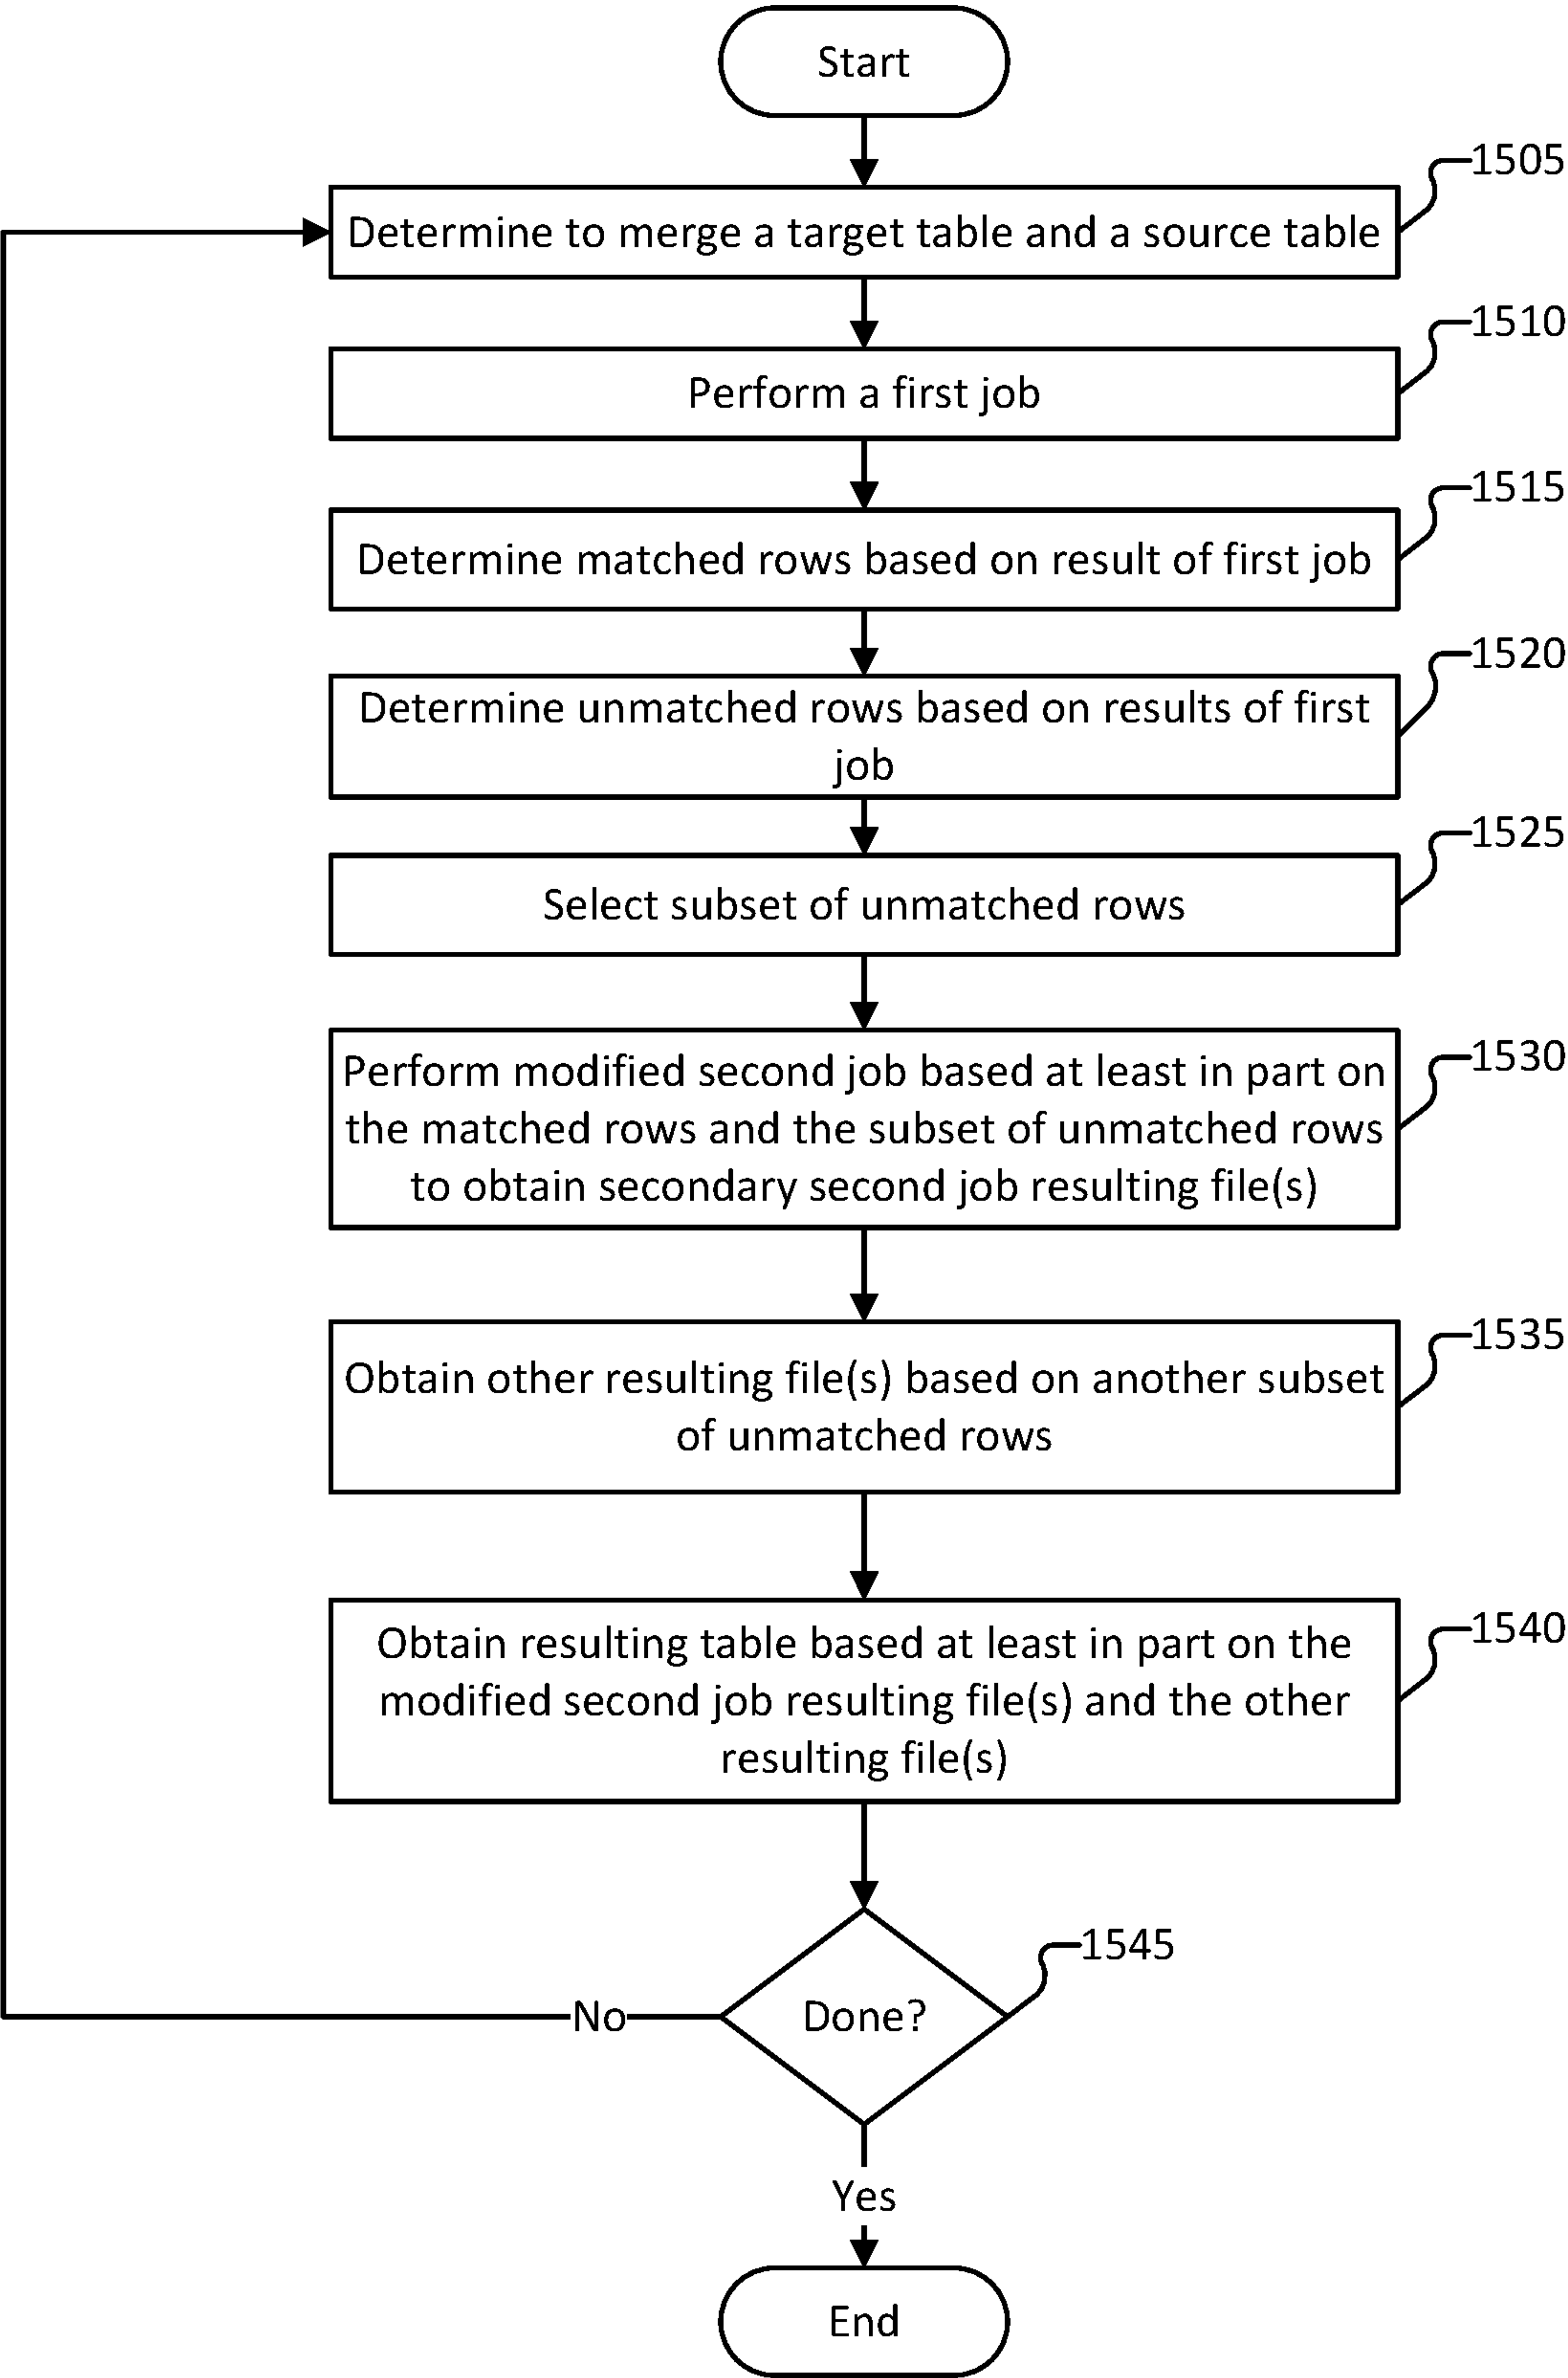 Start
1505
Determine to merge a target table and a source table
1510
Perform a first job
1515
Determine matched rows based on result of first job
1520
Determine unmatched rows based on results of first
job
1525
Select subset of unmatched rows
1530
Perform modified second job based at least in part on
the matched rows and the subset of unmatched rows
to obtain secondary second job resulting file(s)
1535
Obtain other resulting file(s) based on another subset
of unmatched rows
1540
Obtain resulting table based at least in part on the
modified second job resulting file(s) and the other
resulting file(s)
1545
No
Done?
Yes
End